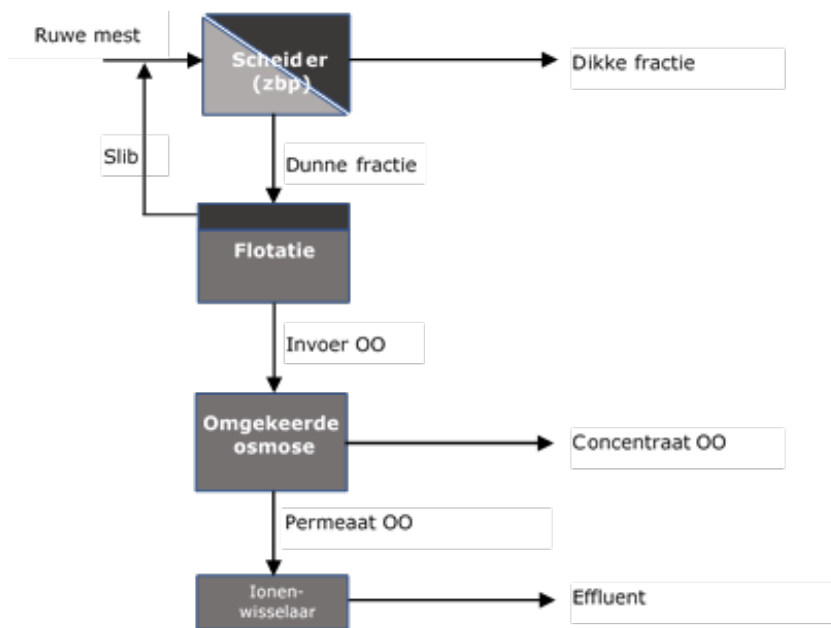 Ruwe mest
Scheider
(zbp)
Dikke fractie
Slib
Dunne fractie
Flotatie
Invoer OO
Omgekeerde
osmose
Concentraat OO
Permeaat OO
Ionen-
wisselaar
Effluent